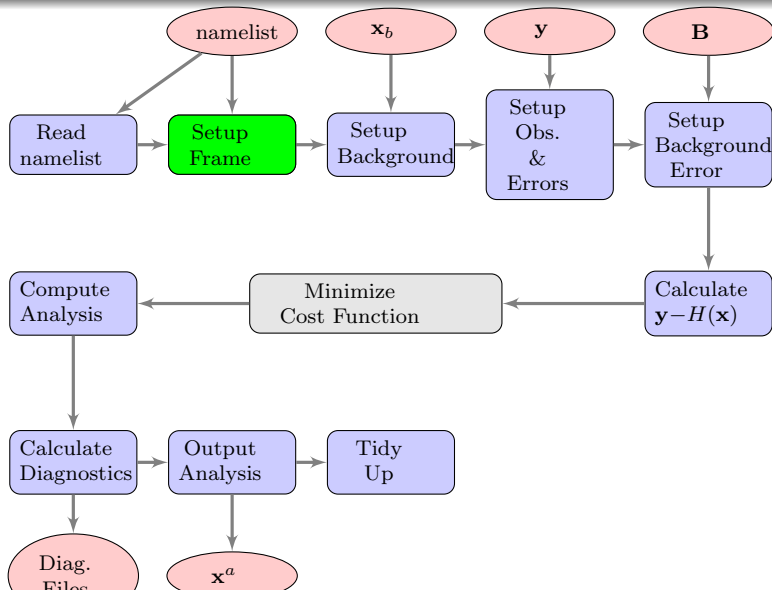 namelist
x_b
y
B
Read
namelist
Setup
Frame
Setup
Background
Setup
Obs.
&
Errors
Setup
Background
Error
Compute
Analysis
Minimize
Cost Function
Calculate
y−H(x)
Calculate
Diagnostics
Output
Analysis
Tidy
Up
Diag.
Files
x^a